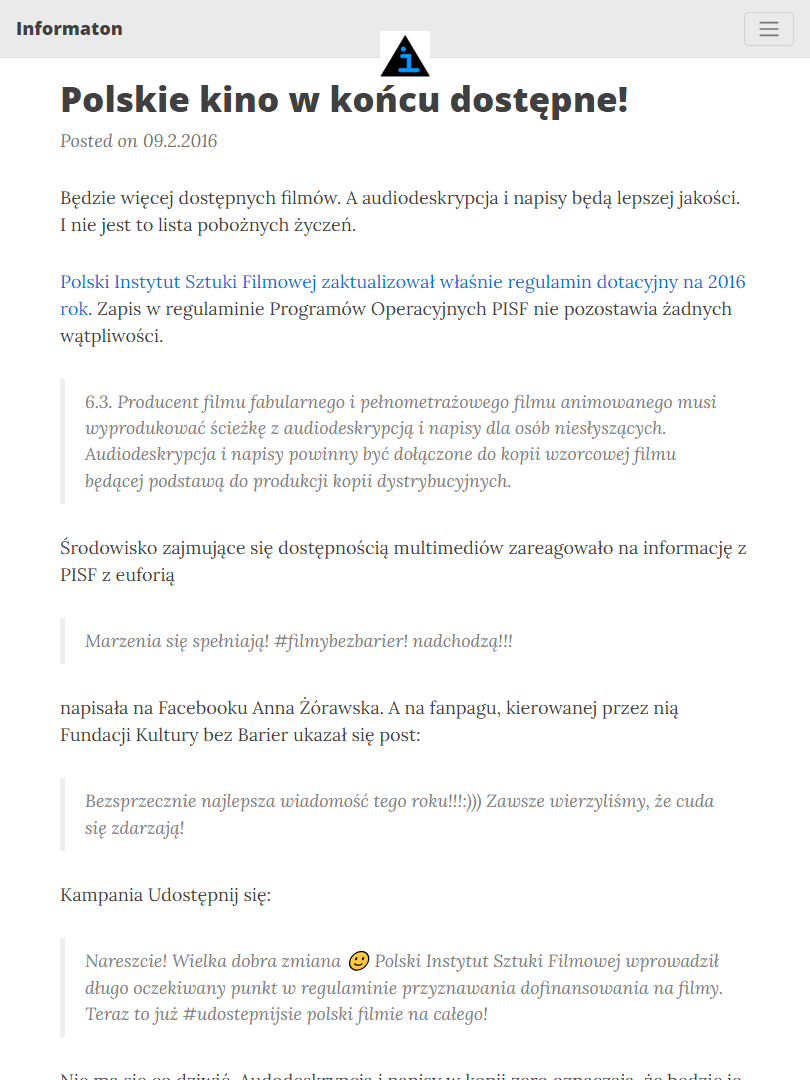 Informaton
i
Polskie kino w końcu dostępne!
Posted on 09.2.2016
Będzie więcej dostępnych filmów. A audiodeskrypcja i napisy będą lepszej jakości.
I nie jest to lista pobożnych życzeń.
Polski Instytut Sztuki Filmowej zaktualizował właśnie regulamin dotacyjny na 2016
rok. Zapis w regulaminie Programów Operacyjnych PISF nie pozostawia żadnych
wątpliwości.
6.3. Producent filmu fabularnego i pełnometrażowego filmu animowanego musi
wyprodukować ścieżkę z audiodeskrypcją i napisy dla osób niesłyszących.
Audiodeskrypcja i napisy powinny być dołączone do kopii wzorcowej filmu
będącej podstawą do produkcji kopii dystrybucyjnych.
Środowisko zajmujące się dostępnością multimediów zareagowało na informację z
PISF z euforią
Marzenia się spełniają! #filmybezbarier! nadchodzą!!!
napisała na Facebooku Anna Żórawska. A na fanpagu, kierowanej przez nią
Fundacji Kultury bez Barier ukazał się post:
Bezsprzecznie najlepsza wiadomość tego roku!!!:))) Zawsze wierzyliśmy, że cuda
się zdarzają!
Kampania Udostępnij się:
Nareszcie! Wielka dobra zmiana 🙂 Polski Instytut Sztuki Filmowej wprowadził
długo oczekiwany punkt w regulaminie przyznawania dofinansowania na filmy.
Teraz to już #udostepnijsie polski filmie na całego!